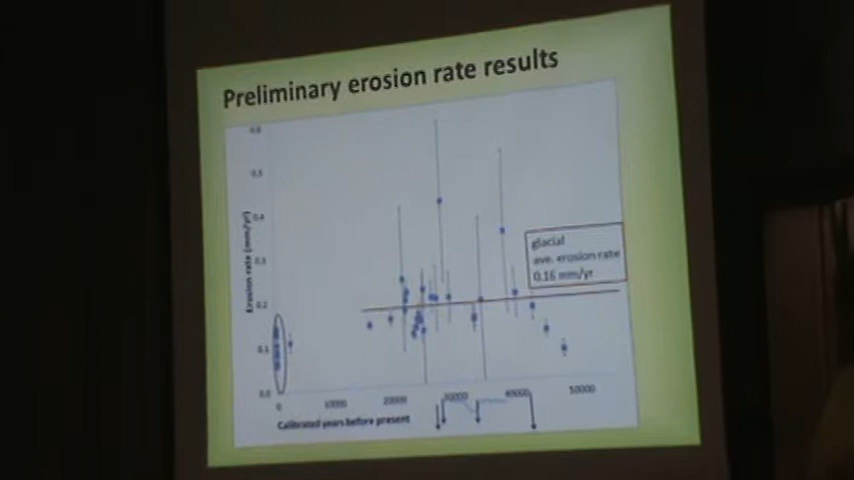 Preliminary erosion rate results
0.6
0.5
0.4
0.3
0.2
0.1
0.0
Erosion rate (mm/yr)
glacial
ave. erosion rate
0.16 mm/yr
0 10000 20000 30000 40000 50000
Calibrated years before present